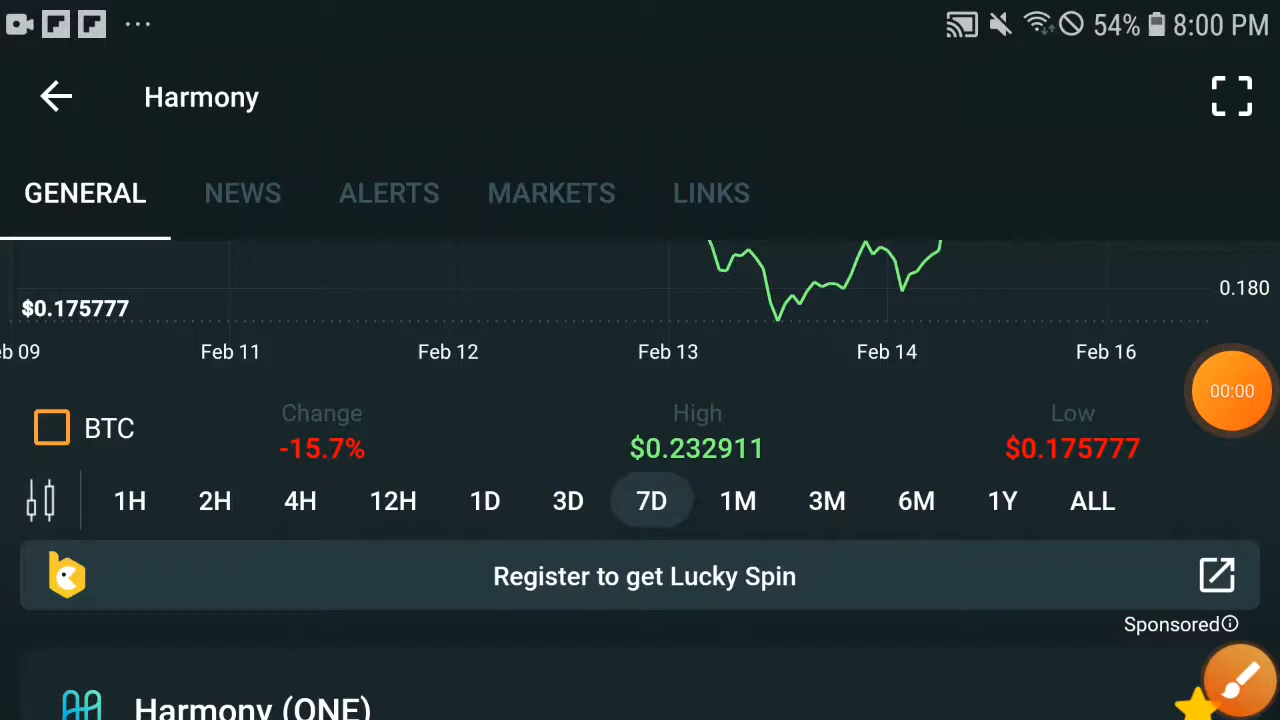 ... 54% 8:00 PM
Harmony
GENERAL NEWS ALERTS MARKETS LINKS
$0.175777 0.180
eb 09 Feb 11 Feb 12 Feb 13 Feb 14 Feb 16
00:00
BTC Change -15.7% High $0.232911 Low $0.175777
1H 2H 4H 12H 1D 3D 7D 1M 3M 6M 1Y ALL
Register to get Lucky Spin
Sponsored
Harmony (ONE)